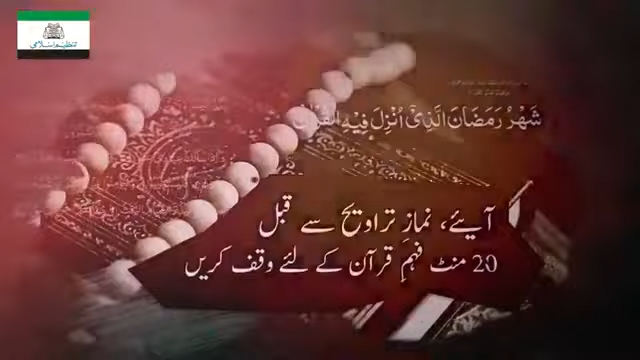 تنظیم اسلامی
شَهْرُ رَمَضَانَ الَّذِیْ اُنْزِلَ فِیْهِ الْقُرْاٰنُ
آیئے، نمازِ تراویح سے قبل
20 منٹ فہمِ قرآن کے لئے وقف کریں